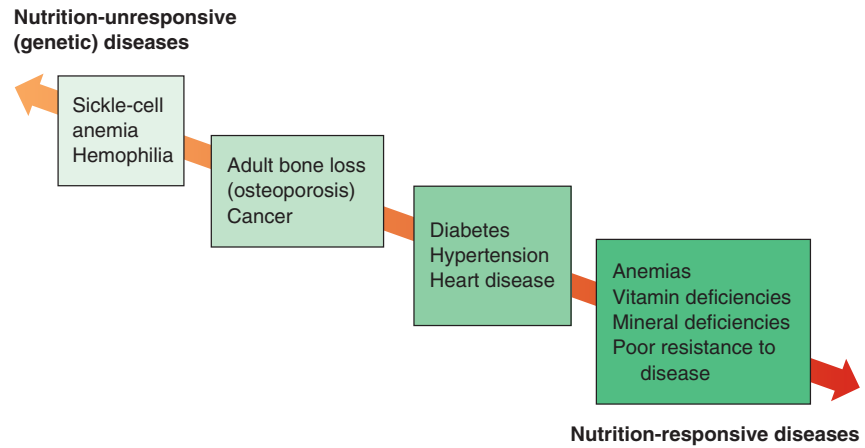 Nutrition-unresponsive
(genetic) diseases
Sickle-cell
anemia
Hemophilia
Adult bone loss
(osteoporosis)
Cancer
Diabetes
Hypertension
Heart disease
Anemias
Vitamin deficiencies
Mineral deficiencies
Poor resistance to
disease
Nutrition-responsive diseases